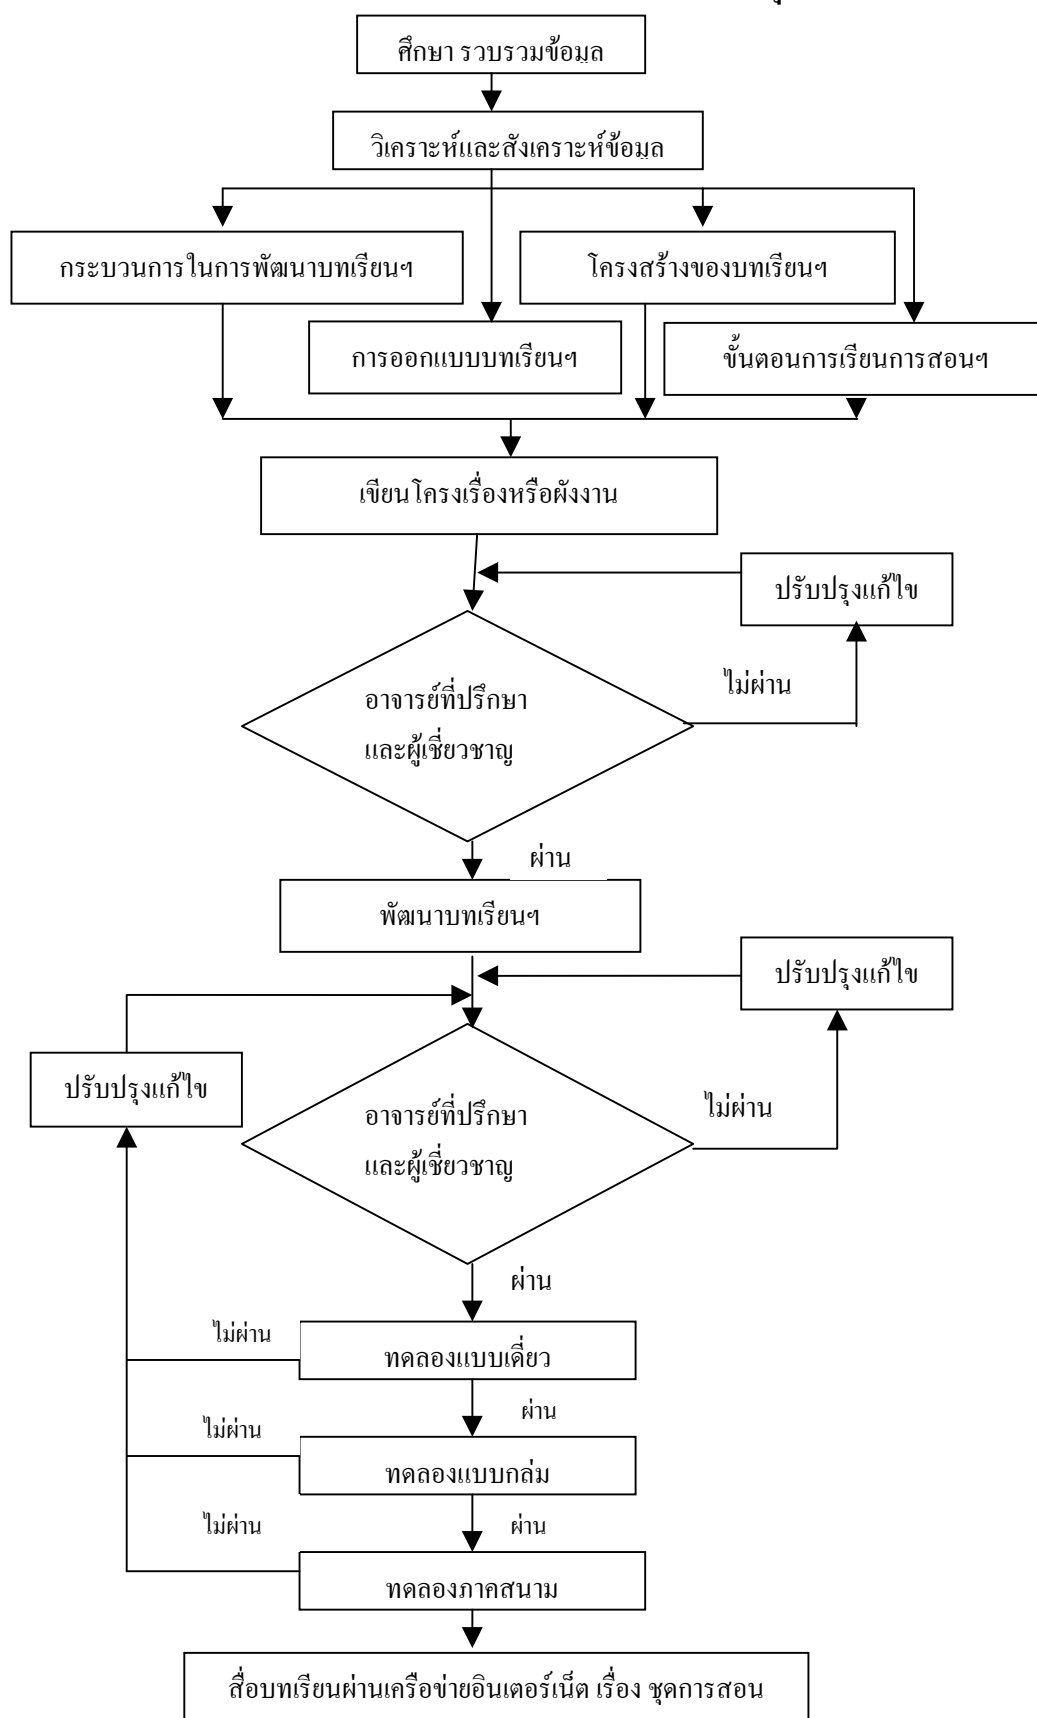 ศึกษา รวบรวมข้อมูล
วิเคราะห์และสังเคราะห์ข้อมูล
กระบวนการในการพัฒนาบทเรียนฯ
โครงสร้างของบทเรียนฯ
การออกแบบบทเรียนฯ
ขั้นตอนการเรียนการสอนฯ
เขียนโครงเรื่องหรือผังงาน
ปรับปรุงแก้ไข
ไม่ผ่าน
อาจารย์ที่ปรึกษา
และผู้เชี่ยวชาญ
ผ่าน
พัฒนาบทเรียนฯ
ปรับปรุงแก้ไข
ปรับปรุงแก้ไข
ไม่ผ่าน
อาจารย์ที่ปรึกษา
และผู้เชี่ยวชาญ
ผ่าน
ไม่ผ่าน
ทดลองแบบเดี่ยว
ผ่าน
ไม่ผ่าน
ทดลองแบบกลุ่ม
ไม่ผ่าน
ผ่าน
ทดลองภาคสนาม
สื่อบทเรียนผ่านเครือข่ายอินเตอร์เน็ต เรื่อง ชุดการสอน